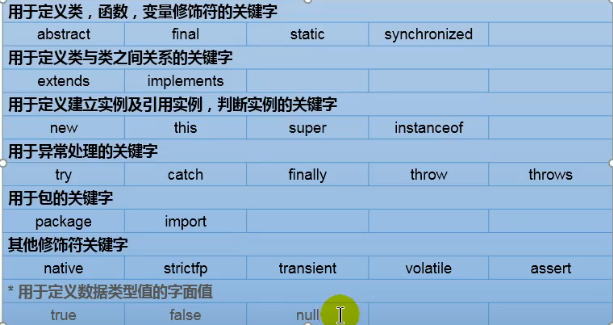 用于定义类，函数，变量修饰符的关键字
abstract final static synchronized
用于定义类与类之间关系的关键字
extends implements
用于定义建立实例及引用实例，判断实例的关键字
new this super instanceof
用于异常处理的关键字
try catch finally throw throws
用于包的关键字
package import
其他修饰符关键字
native strictfp transient volatile assert
* 用于定义数据类型值的字面值
true false null